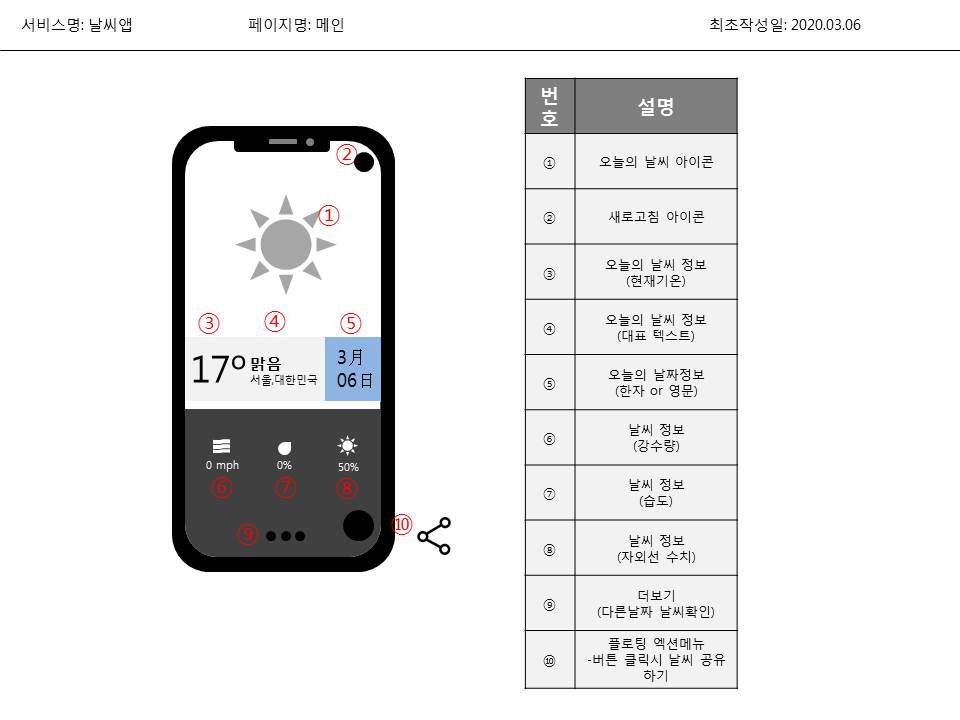 서비스명: 날씨앱 페이지명: 메인 최초작성일: 2020.03.06
②
①
③ ④ ⑤
17º 맑음
서울,대한민국
3月
06日
0 mph 0% 50%
⑥ ⑦ ⑧
⑨ ⑩
번호 설명
① 오늘의 날씨 아이콘
② 새로고침 아이콘
③ 오늘의 날씨 정보
(현재기온)
④ 오늘의 날씨 정보
(대표 텍스트)
⑤ 오늘의 날짜정보
(한자 or 영문)
⑥ 날씨 정보
(강수량)
⑦ 날씨 정보
(습도)
⑧ 날씨 정보
(자외선 수치)
⑨ 더보기
(다른날짜 날씨확인)
⑩ 플로팅 엑션메뉴
-버튼 클릭시 날씨 공유
하기